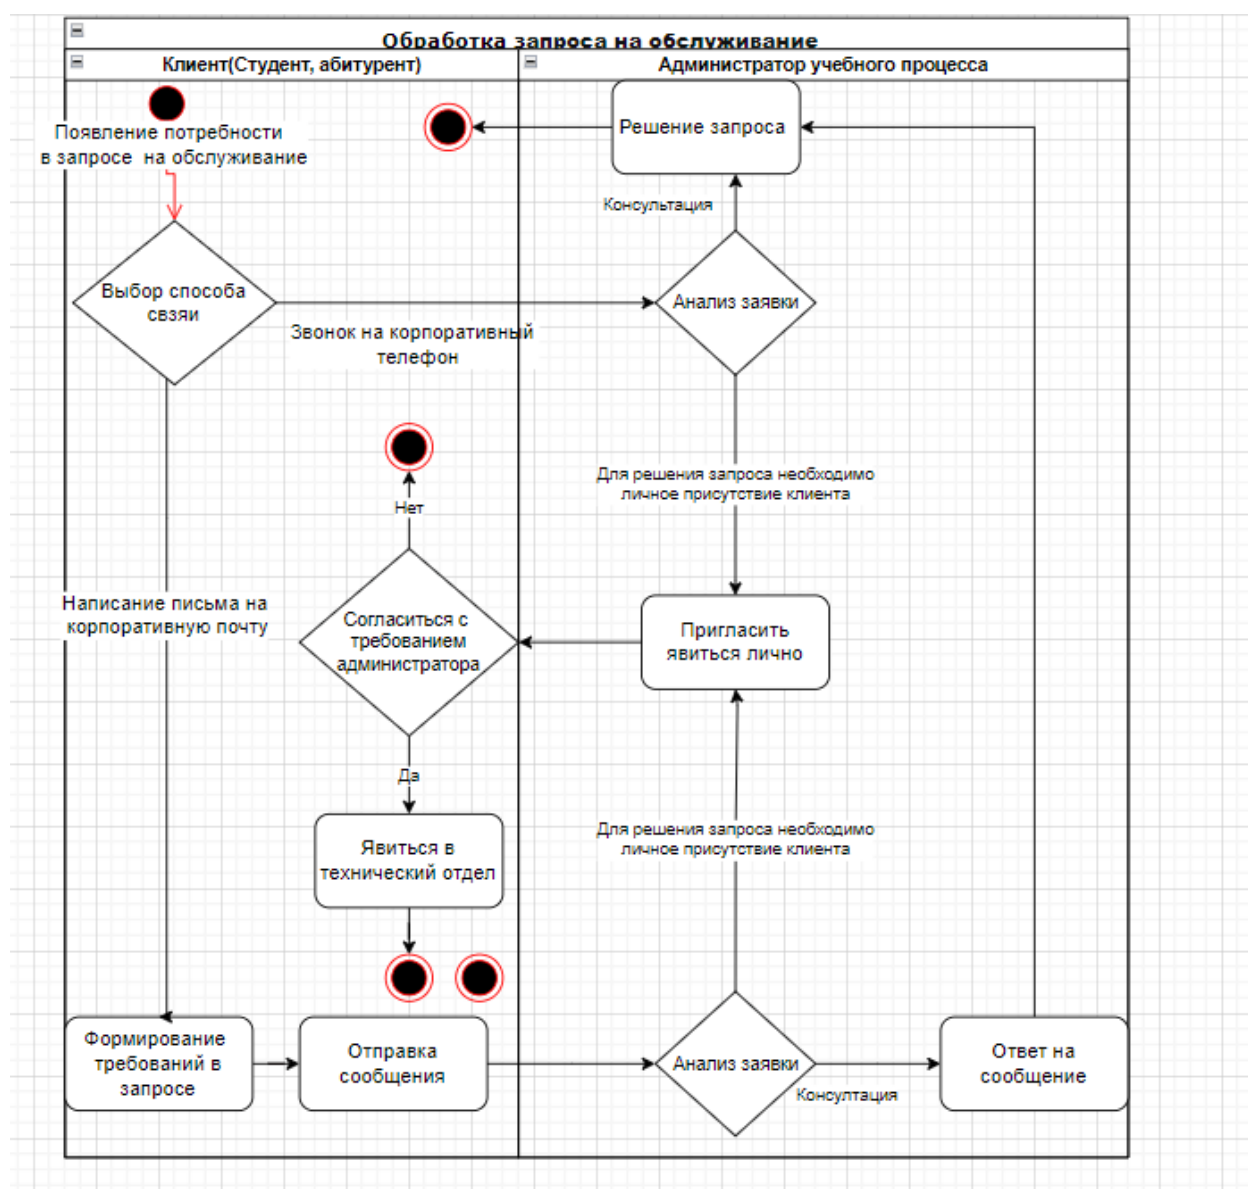 Обработка запроса на обслуживание
Клиент(Студент, абитурент)
Администратор учебного процесса
Появление потребности
в запросе на обслуживание
Решение запроса
Консультация
Выбор способа
свзяи
Анализ заявки
Звонок на корпоративный
телефон
Для решения запроса необходимо
личное присутствие клиента
Нет
Написание письма на
корпоративную почту
Согласиться с
требованием
администратора
Пригласить
явиться лично
Да
Явиться в
технический отдел
Для решения запроса необходимо
личное присутствие клиента
Формирование
требований в
запросе
Отправка
сообщения
Анализ заявки
Консултация
Ответ на
сообщение